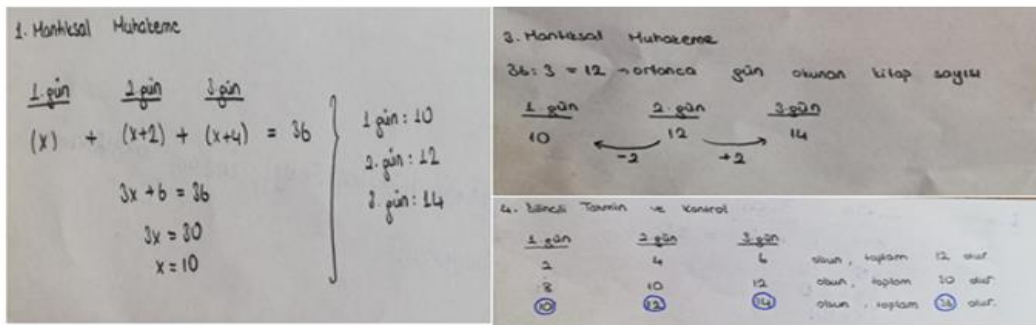 1. Mantıksal Muhakeme
1. gün 2. gün 3. gün
(x) + (x+2) + (x+4) = 36
3x + 6 = 36
3x = 30
x = 10
1 gün : 10
2. gün : 12
3. gün : 14
3. Mantıksal Muhakeme
36 : 3 = 12 → ortanca gün okunan kitap sayısı
1. gün 2. gün 3. gün
10 12 14
-2 +2
4. Bilinçli Tahmin ve Kontrol
1. gün 2. gün 3. gün
2 4 6 olsun, toplam 12 olur
8 10 12 olsun, toplam 30 olur.
10 12 14 olsun, toplam 36 olur.